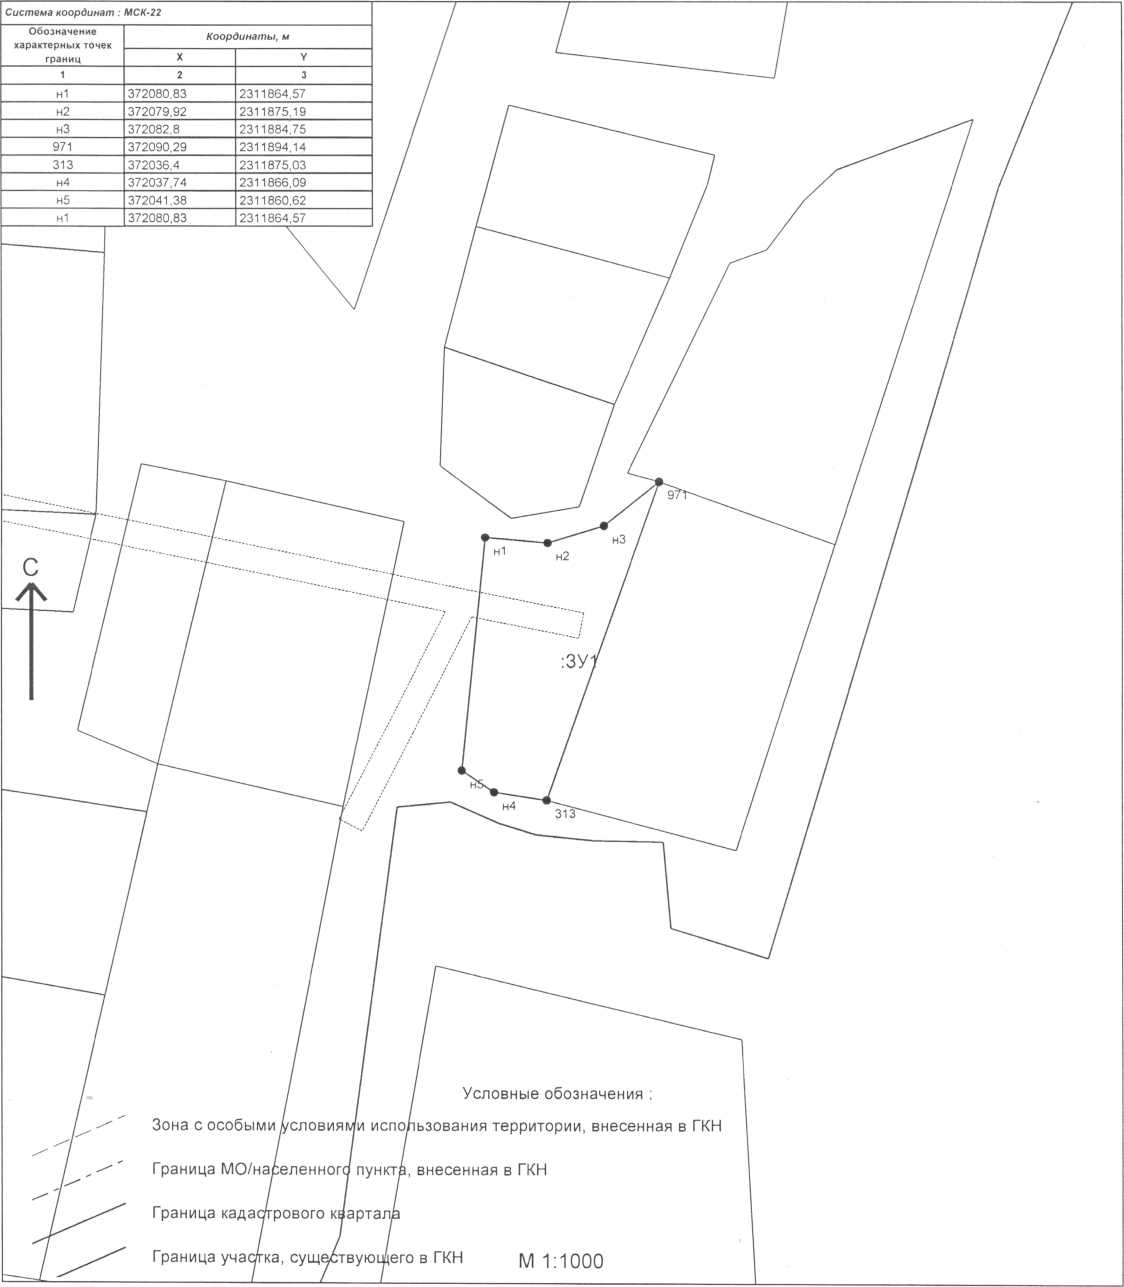 Система координат : МСК-22
Обозначение характерных точек границ
Координаты, м
X Y
1 2 3
н1 372080,83 2311864,57
н2 372079,92 2311875,19
н3 372082,8 2311884,75
971 372090,29 2311894,14
313 372036,4 2311875,03
н4 372037,74 2311866,09
н5 372041,38 2311860,62
н1 372080,83 2311864,57
971
н3
н1
н2
С
:ЗУ1
н5
н4
313
Условные обозначения :
Зона с особыми условиями использования территории, внесенная в ГКН
Граница МО/населенного пункта, внесенная в ГКН
Граница кадастрового квартала
Граница участка, существующего в ГКН
М 1:1000